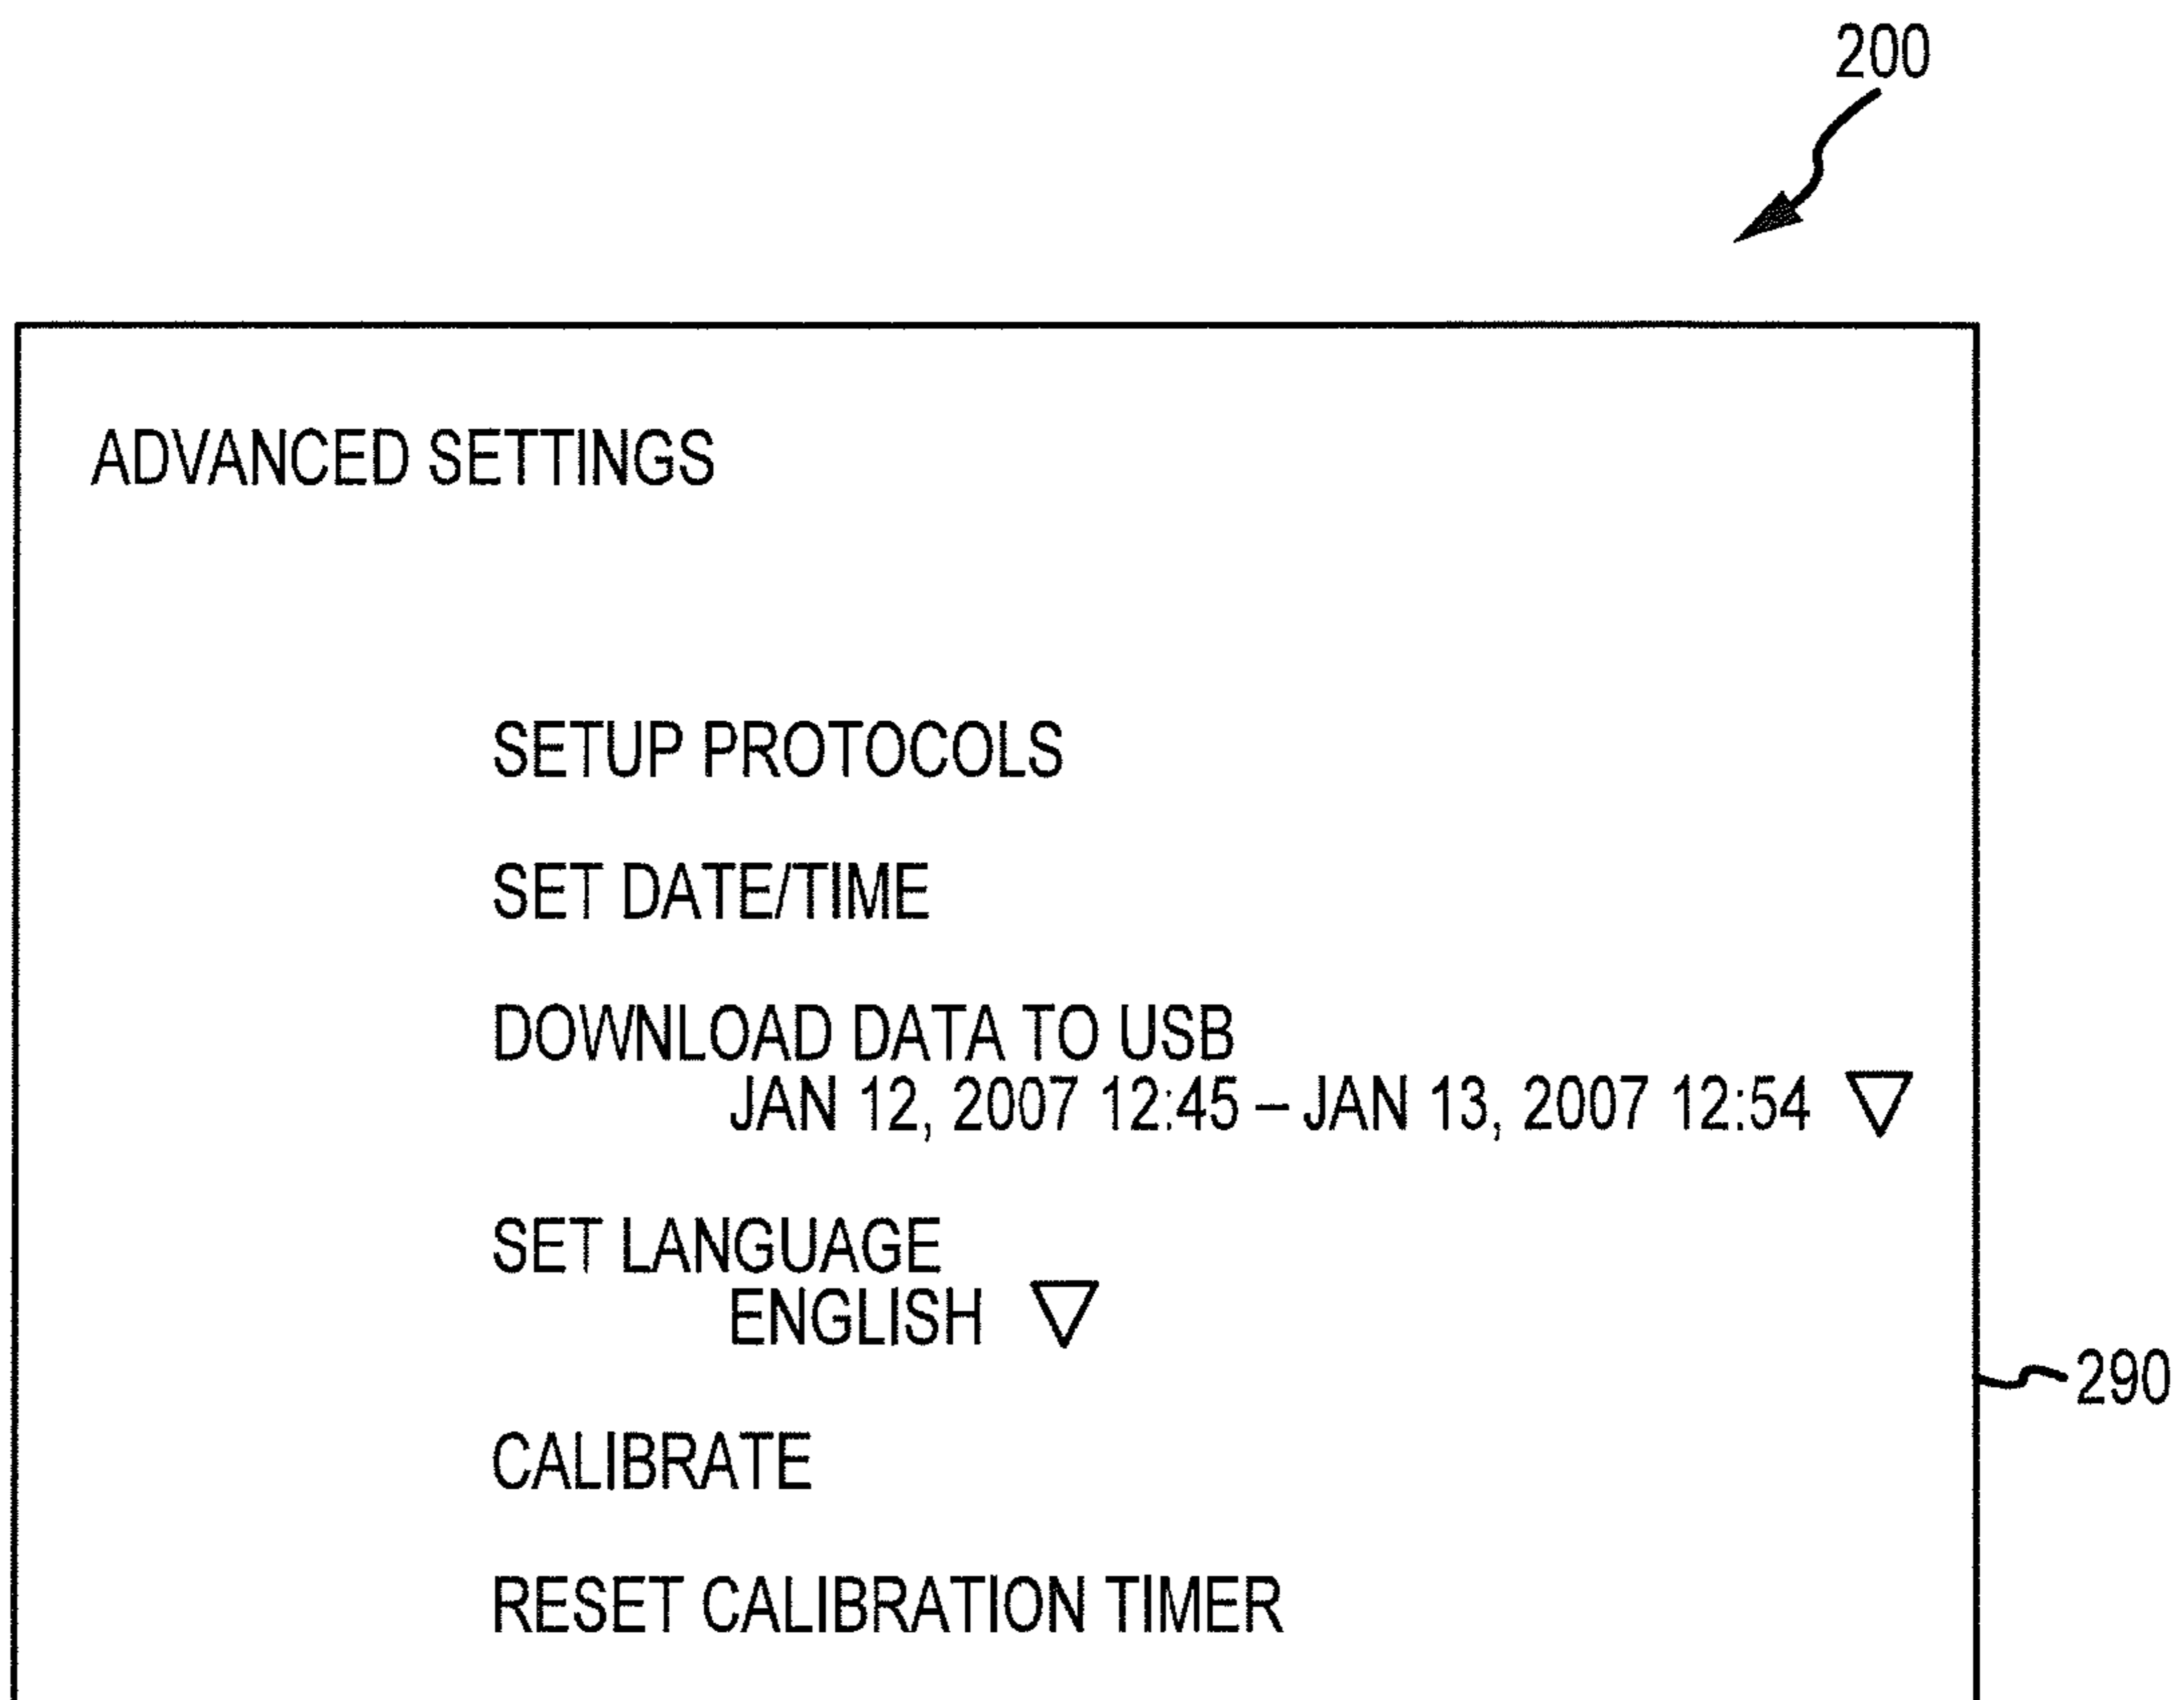 200
ADVANCED SETTINGS
SETUP PROTOCOLS
SET DATE/TIME
DOWNLOAD DATA TO USB
JAN 12, 2007 12:45 – JAN 13, 2007 12:54
SET LANGUAGE
ENGLISH
290
CALIBRATE
RESET CALIBRATION TIMER